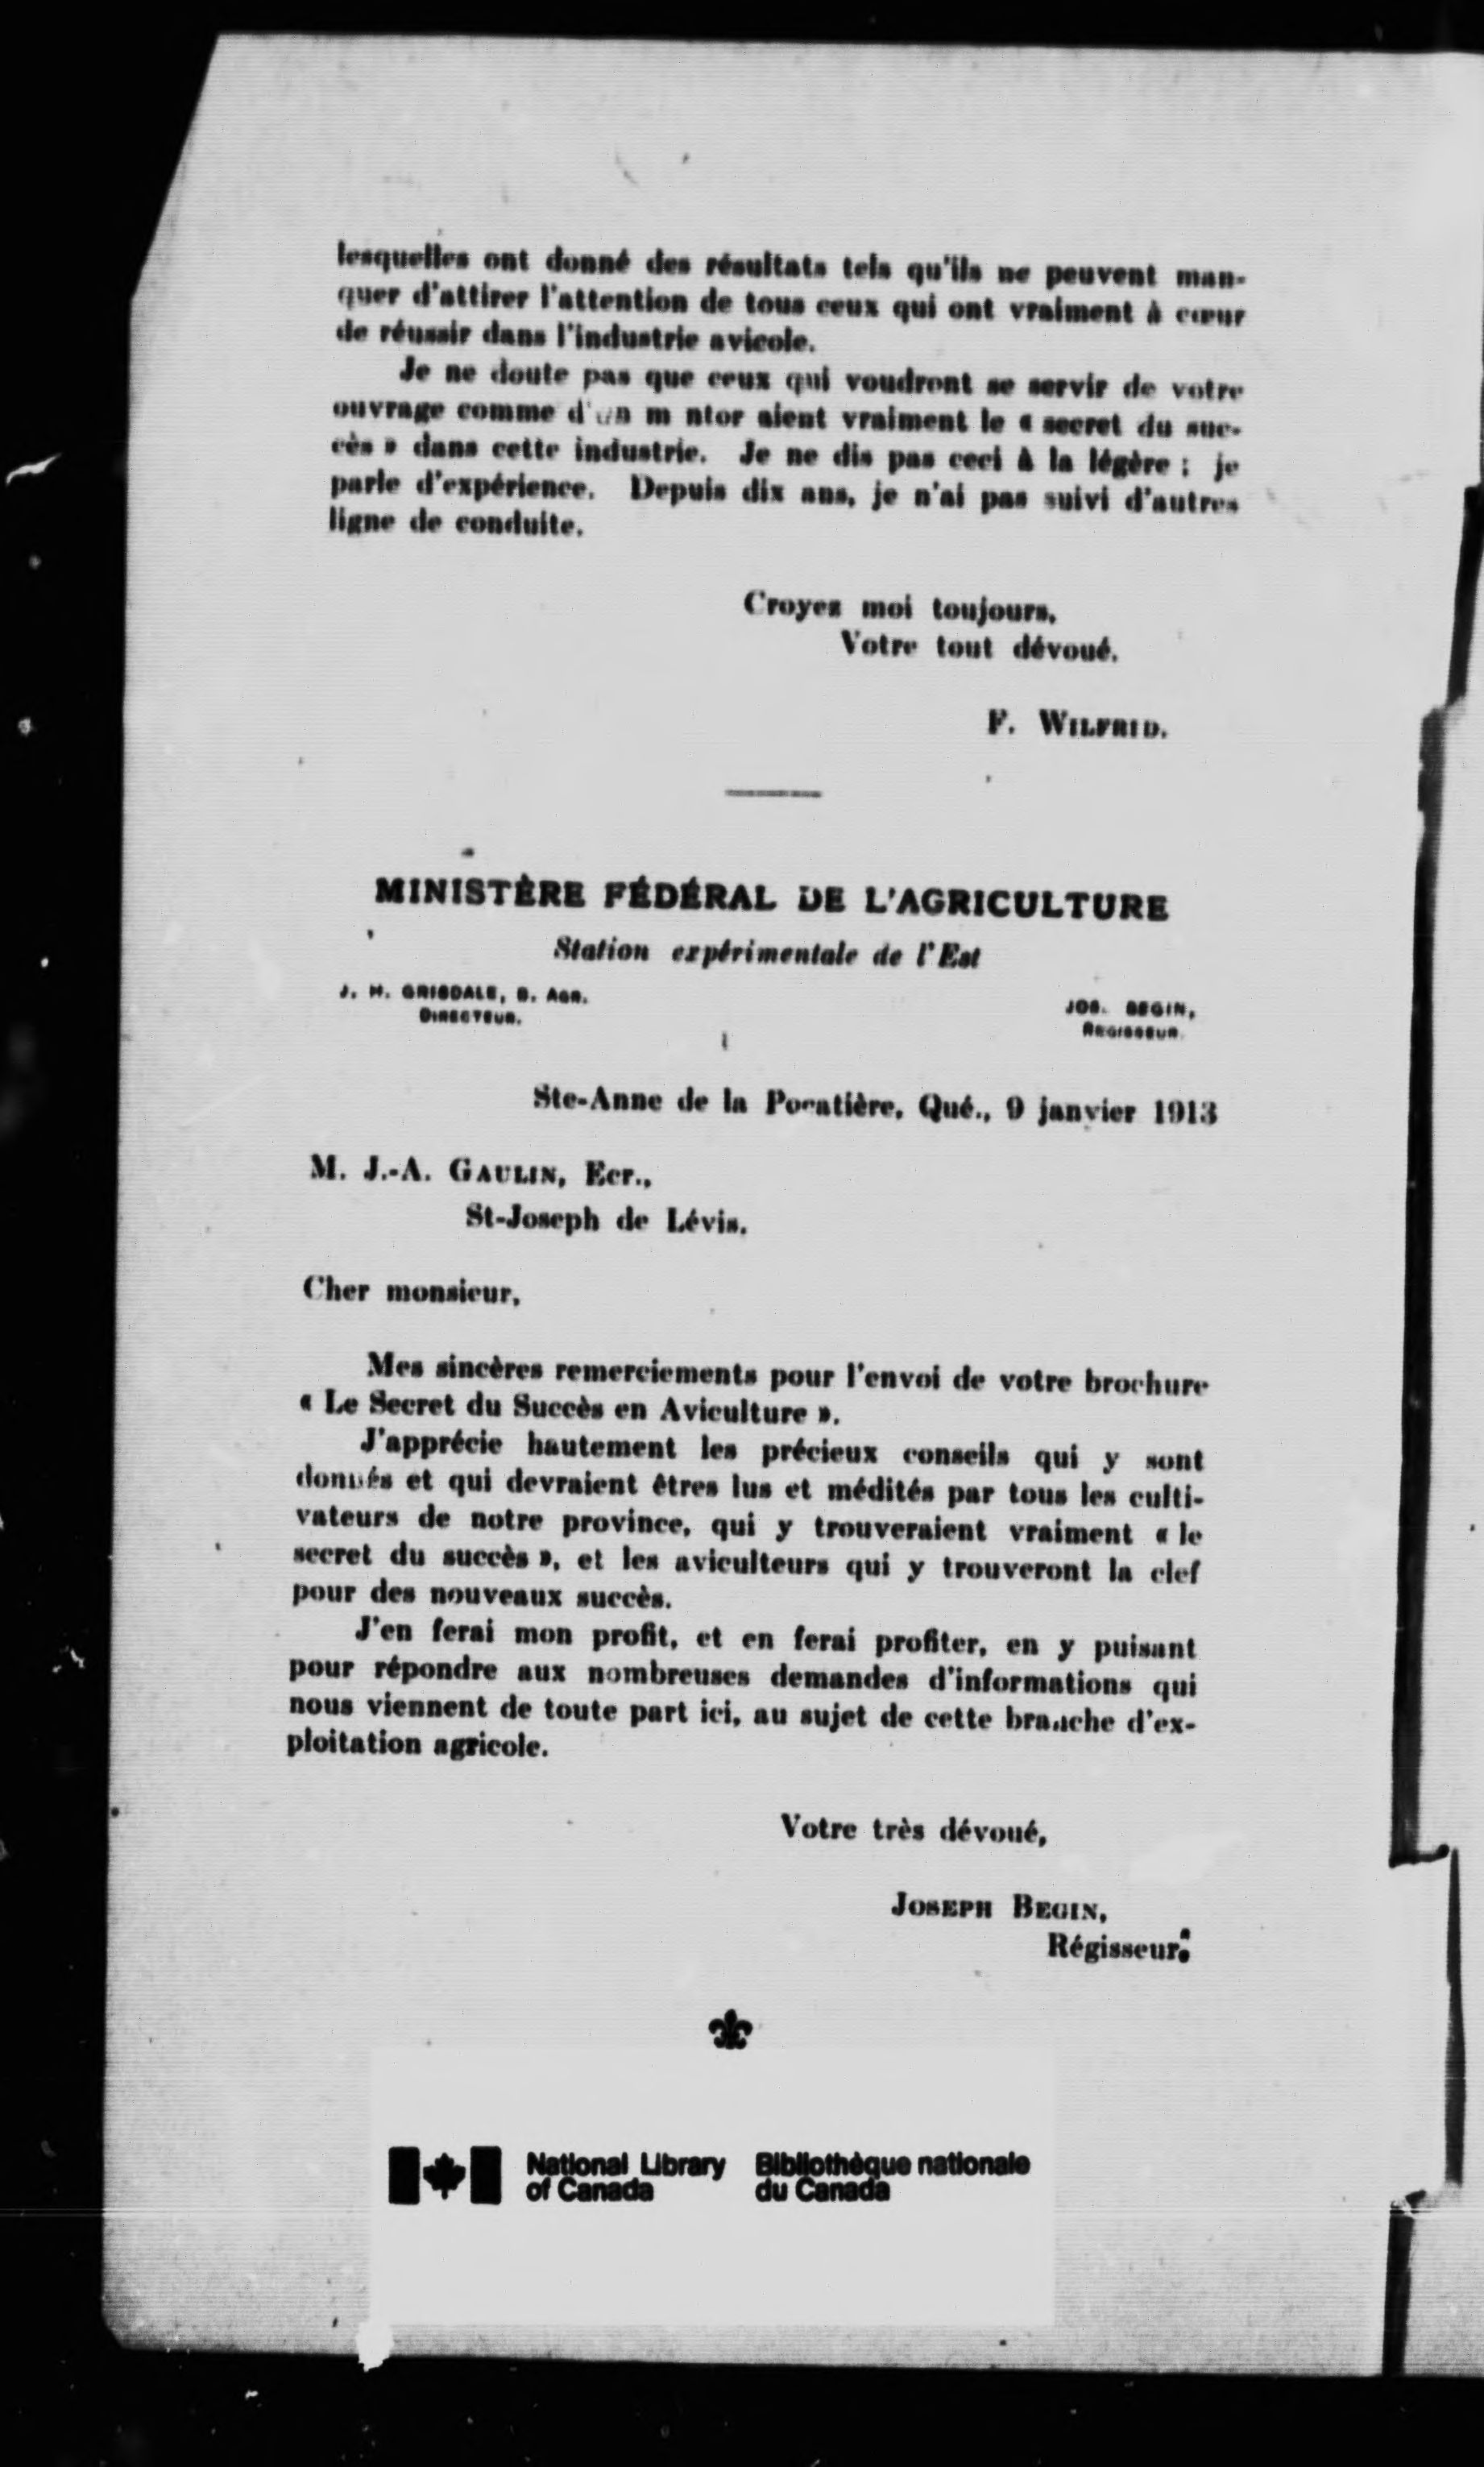 lesquelles ont donné des résultats tels qu'ils ne peuvent man-
quer d'attirer l'attention de tous ceux qui ont vraiment à cœur
de réussir dans l'industrie avicole.
Je ne doute pas que ceux qui voudront se servir de votre
ouvrage comme d'un m ntor aient vraiment le « secret du suc-
cès » dans cette industrie. Je ne dis pas ceci à la légère ; je
parle d'expérience. Depuis dix ans, je n'ai pas suivi d'autres
ligne de conduite.
Croyez moi toujours,
Votre tout dévoué.
F. WILFRID.
MINISTÈRE FÉDÉRAL DE L'AGRICULTURE
Station expérimentale de l'Est
J. H. GRISDALE, B. AGR.
DIRECTEUR.
JOS. BEGIN,
REGISSEUR
Ste-Anne de la Pocatière, Qué., 9 janvier 1913
M. J.-A. GAULIN, Ecr.,
St-Joseph de Lévis.
Cher monsieur,
Mes sincères remerciements pour l'envoi de votre brochure
« Le Secret du Succès en Aviculture ».
J'apprécie hautement les précieux conseils qui y sont
donnés et qui devraient êtres lus et médités par tous les culti-
vateurs de notre province, qui y trouveraient vraiment « le
secret du succès », et les aviculteurs qui y trouveront la clef
pour des nouveaux succès.
J'en ferai mon profit, et en ferai profiter, en y puisant
pour répondre aux nombreuses demandes d'informations qui
nous viennent de toute part ici, au sujet de cette branche d'ex-
ploitation agricole.
Votre très dévoué,
JOSEPH BEGIN,
Régisseur.
National Library of Canada
Bibliothèque nationale du Canada